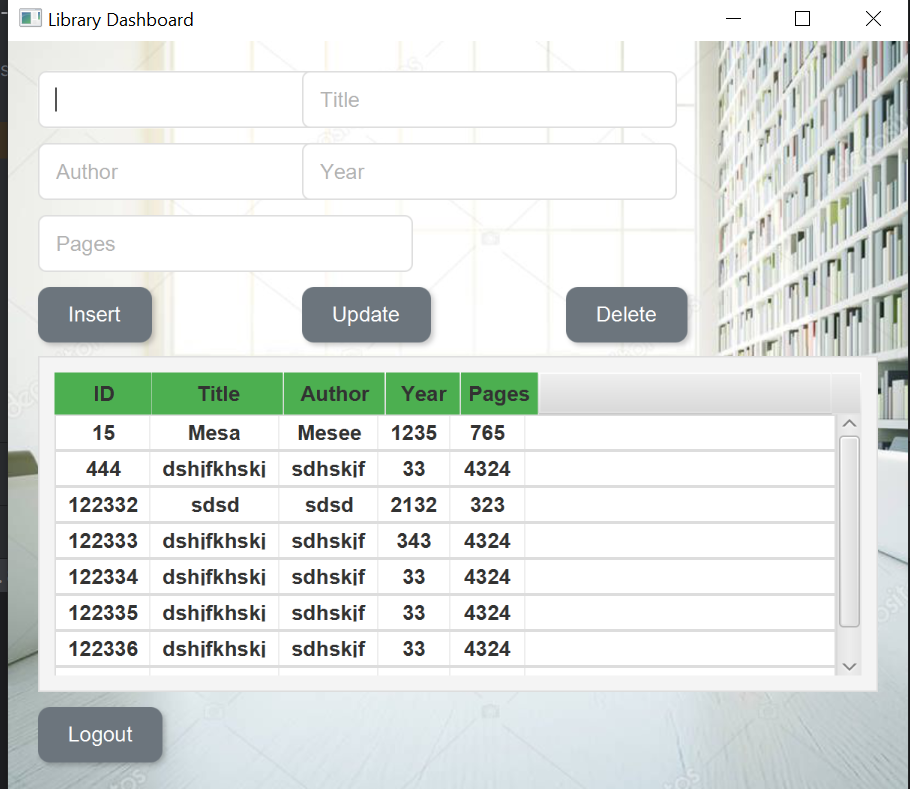 Library Dashboard
Title
Author Year
Pages
Insert Update Delete
ID Title Author Year Pages
15 Mesa Mesee 1235 765
444 dshjfkhskj sdhskjf 33 4324
122332 sdsd sdsd 2132 323
122333 dshjfkhskj sdhskjf 343 4324
122334 dshjfkhskj sdhskjf 33 4324
122335 dshjfkhskj sdhskjf 33 4324
122336 dshjfkhskj sdhskjf 33 4324
Logout